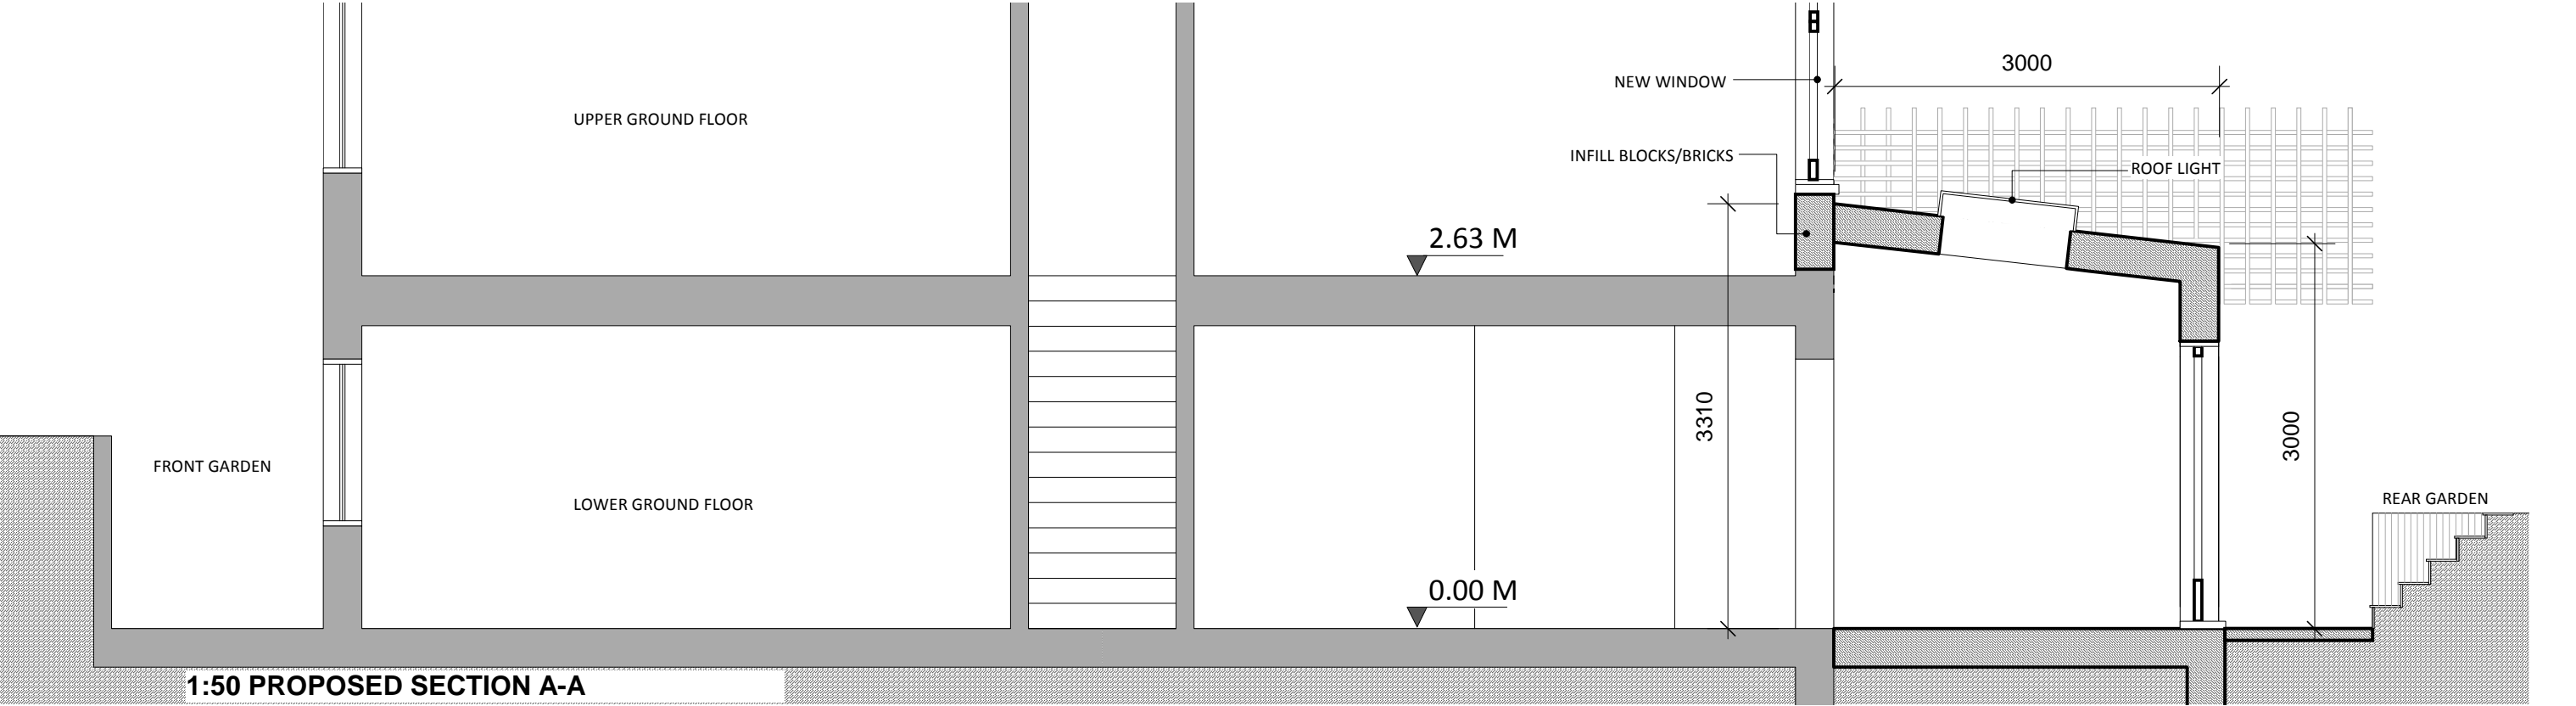 3000
NEW WINDOW
UPPER GROUND FLOOR
INFILL BLOCKS/BRICKS
ROOF LIGHT
2.63 M
3310
3000
FRONT GARDEN
LOWER GROUND FLOOR
REAR GARDEN
0.00 M
1:50 PROPOSED SECTION A-A